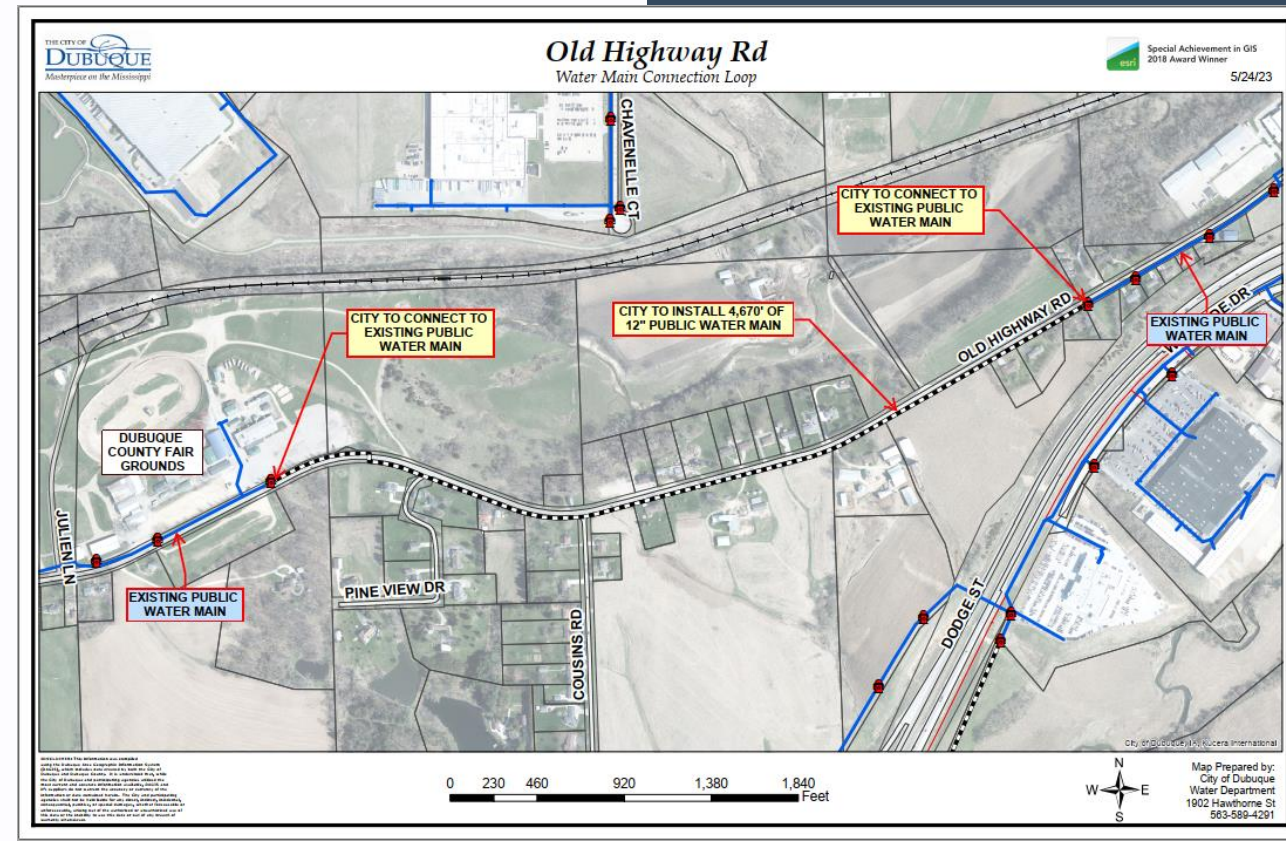 THE CITY OF
DUBUQUE
Masterpiece on the Mississippi
Old Highway Rd
Water Main Connection Loop
esri
Special Achievement in GIS
2018 Award Winner
5/24/23
CHAVENELLE CT
CITY TO CONNECT TO
EXISTING PUBLIC
WATER MAIN
CITY TO INSTALL 4,670' OF
12" PUBLIC WATER MAIN
CITY TO CONNECT TO
EXISTING PUBLIC
WATER MAIN
OLD HIGHWAY RD
EXISTING PUBLIC
WATER MAIN
DUBUQUE
COUNTY FAIR
GROUNDS
JULIEN LN
EXISTING PUBLIC
WATER MAIN
PINE VIEW DR
COUSINS RD
DODGE ST
City of Dubuque, IA, Kucera International
0 230 460 920 1,380 1,840
Feet
N
W E
S
Map Prepared by:
City of Dubuque
Water Department
1902 Hawthorne St
563-589-4291